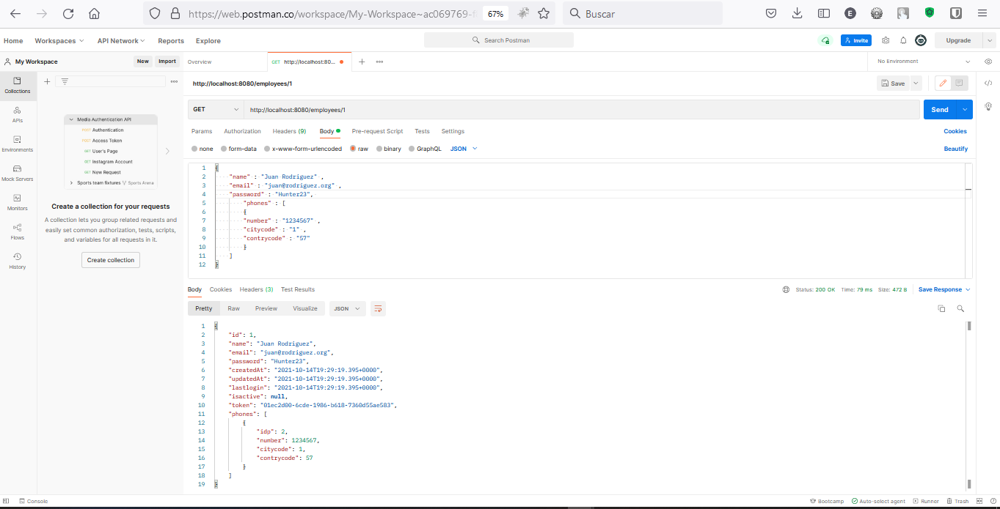 https://web.postman.co/workspace/My-Workspace~ac069769-f
67%
Buscar
Home Workspaces API Network Reports Explore
Search Postman
Invite
Upgrade
My Workspace
New Import
Overview
GET http://localhost:80...
No Environment
Collections
APIs
Environments
Mock Servers
Monitors
Flows
History
Media Authentication API
POST Authentication
POST Access Token
GET User's Page
GET Instagram Account
GET New Request
Sports team fixtures Sports Arena
Create a collection for your requests
A collection lets you group related requests and
easily set common authorization, tests, scripts,
and variables for all requests in it.
Create collection
http://localhost:8080/employees/1
Save
GET http://localhost:8080/employees/1
Send
Params Authorization Headers (9) Body Pre-request Script Tests Settings
Cookies
none form-data x-www-form-urlencoded raw binary GraphQL JSON
Beautify
1 {
2 "name" : "Juan Rodriguez" ,
3 "email" : "juan@rodriguez.org" ,
4 "password" : "Hunter23",
5 "phones" : [
6 {
7 "number" : "1234567" ,
8 "citycode" : "1" ,
9 "contrycode" : "57"
10 }
11 ]
12 }
Body Cookies Headers (3) Test Results
Status: 200 OK Time: 79 ms Size: 472 B
Save Response
Pretty Raw Preview Visualize JSON
1 {
2 "id": 1,
3 "name": "Juan Rodriguez",
4 "email": "juan@rodriguez.org",
5 "password": "Hunter23",
6 "createdAt": "2021-10-14T19:29:19.395+0000",
7 "updatedAt": "2021-10-14T19:29:19.395+0000",
8 "lastlogin": "2021-10-14T19:29:19.395+0000",
9 "isactive": null,
10 "token": "01ec2d00-6cde-1986-b618-7360d55ae583",
11 "phones": [
12 {
13 "idp": 2,
14 "number": 1234567,
15 "citycode": 1,
16 "contrycode": 57
17 }
18 ]
19 }
Console
Bootcamp Auto-select agent Runner Trash